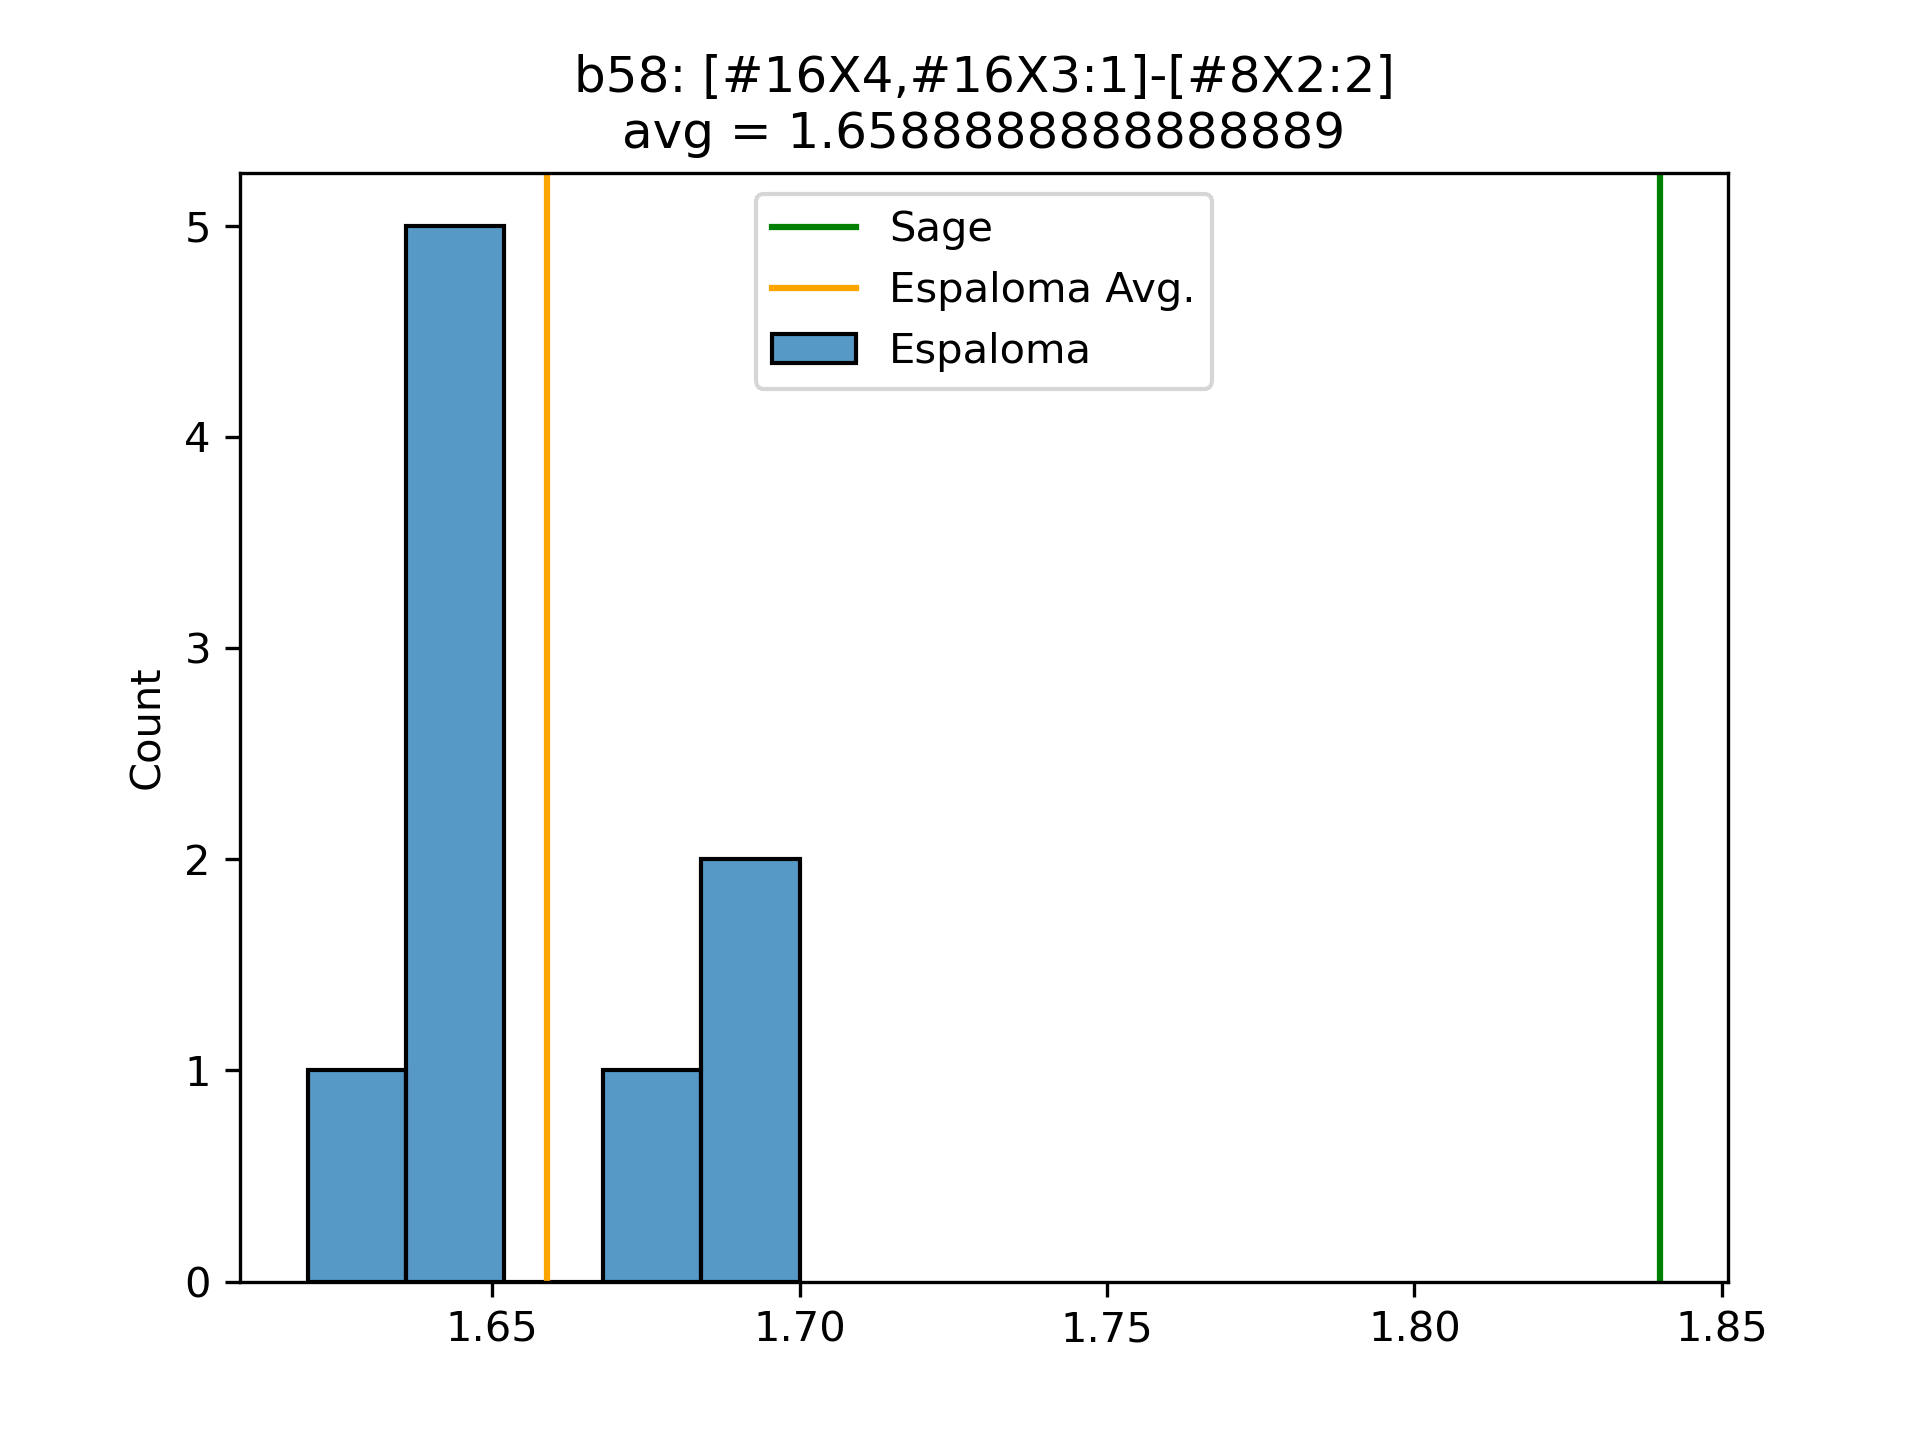 b58: [#16X4,#16X3:1]-[#8X2:2]
avg = 1.6588888888888889
Sage
Espaloma Avg.
Espaloma
Count
5
4
3
2
1
0
1.65 1.70 1.75 1.80 1.85